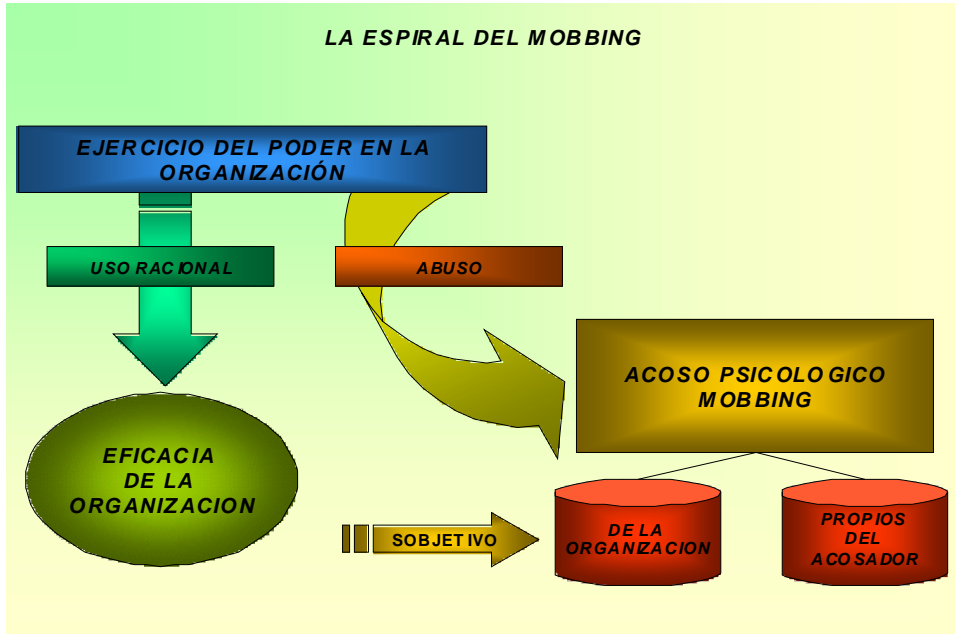 LA ESPIRAL DEL MOBBING
EJERCICIO DEL PODER EN LA
ORGANIZACIÓN
USO RACIONAL
ABUSO
ACOSO PSICOLOGICO
MOBBING
EFICACIA
DE LA
ORGANIZACION
SOBJETIVO
DE LA
ORGANIZACION
PROPIOS
DEL
ACOSADOR